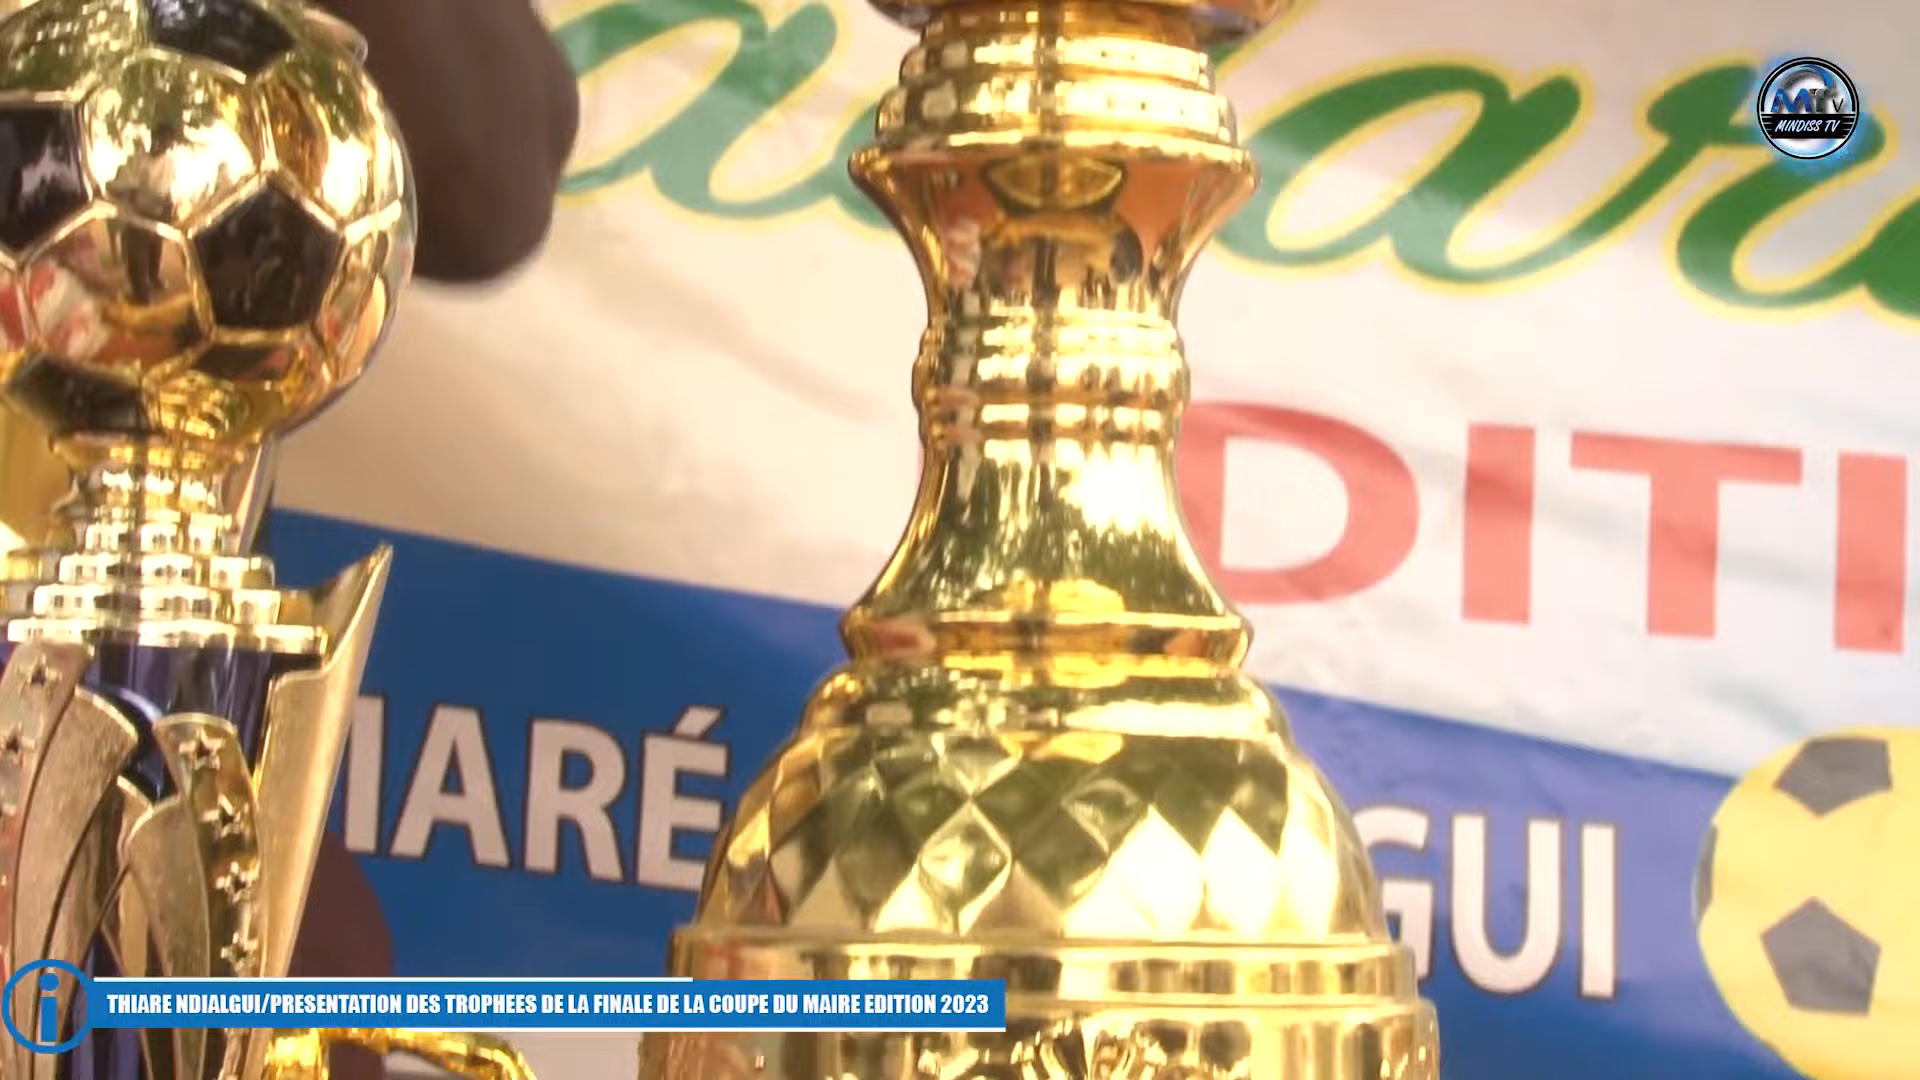 MTv
MINDISS TV
DITI
IARÉ
GUI
THIARE NDIALGUI/PRESENTATION DES TROPHEES DE LA FINALE DE LA COUPE DU MAIRE EDITION 2023